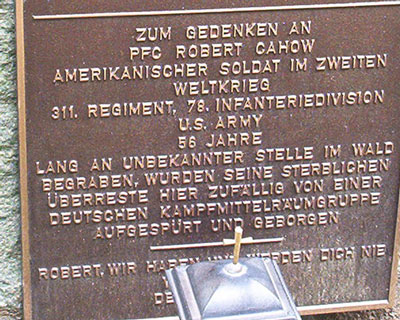 ZUM GEDENKEN AN
PFC ROBERT CAHOW
AMERIKANISCHER SOLDAT IM ZWEITEN
WELTKRIEG
311. REGIMENT, 78. INFANTERIEDIVISION
U.S. ARMY
56 JAHRE
LANG AN UNBEKANNTER STELLE IM WALD
BEGRABEN, WURDEN SEINE STERBLICHEN
ÜBERRESTE HIER ZUFÄLLIG VON EINER
DEUTSCHEN KAMPFMITTELRÄUMGRUPPE
AUFGESPÜRT UND GEBORGEN
ROBERT, WIR HABEN UND WERDEN DICH NIE